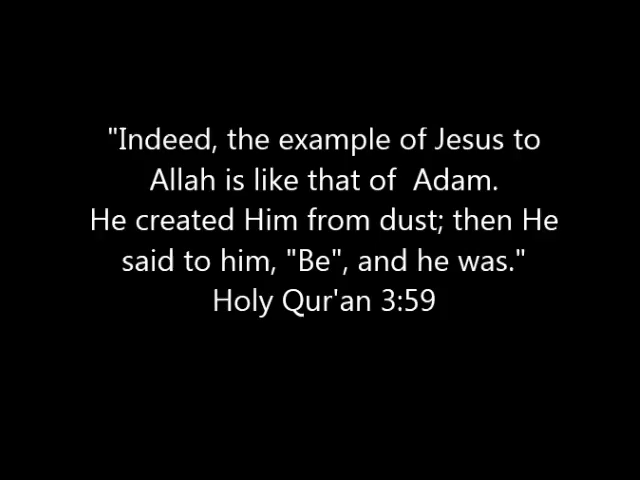 "Indeed, the example of Jesus to
Allah is like that of  Adam.
He created Him from dust; then He
said to him, "Be", and he was."
Holy Qur'an 3:59